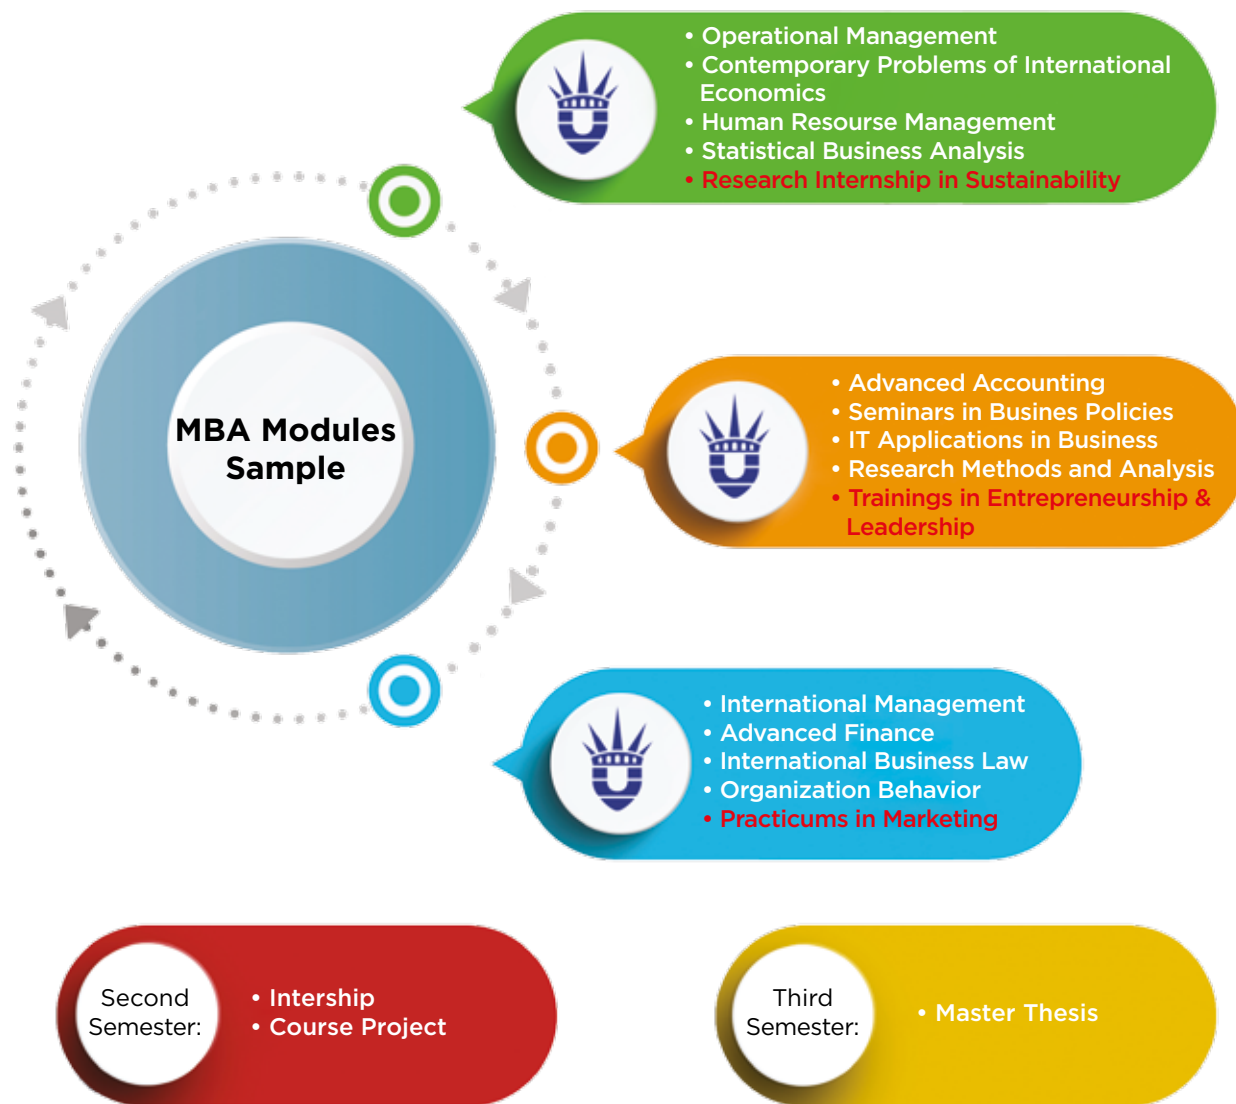 • Operational Management
• Contemporary Problems of International
Economics
• Human Resourse Management
• Statistical Business Analysis
• Research Internship in Sustainability
MBA Modules
Sample
• Advanced Accounting
• Seminars in Busines Policies
• IT Applications in Business
• Research Methods and Analysis
• Trainings in Entrepreneurship &
Leadership
• International Management
• Advanced Finance
• International Business Law
• Organization Behavior
• Practicums in Marketing
Second
Semester:
• Intership
• Course Project
Third
Semester:
• Master Thesis